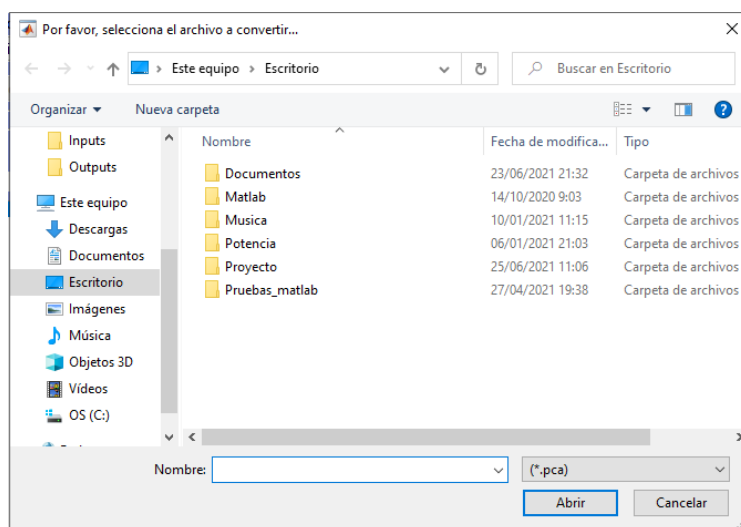 Por favor, selecciona el archivo a convertir...
Este equipo > Escritorio
Buscar en Escritorio
Organizar
Nueva carpeta
Inputs
Outputs
Este equipo
Descargas
Documentos
Escritorio
Imágenes
Música
Objetos 3D
Vídeos
OS (C:)
Nombre Fecha de modifica... Tipo
Documentos 23/06/2021 21:32 Carpeta de archivos
Matlab 14/10/2020 9:03 Carpeta de archivos
Musica 10/01/2021 11:15 Carpeta de archivos
Potencia 06/01/2021 21:03 Carpeta de archivos
Proyecto 25/06/2021 11:06 Carpeta de archivos
Pruebas_matlab 27/04/2021 19:38 Carpeta de archivos
Nombre:
(*.pca)
Abrir
Cancelar